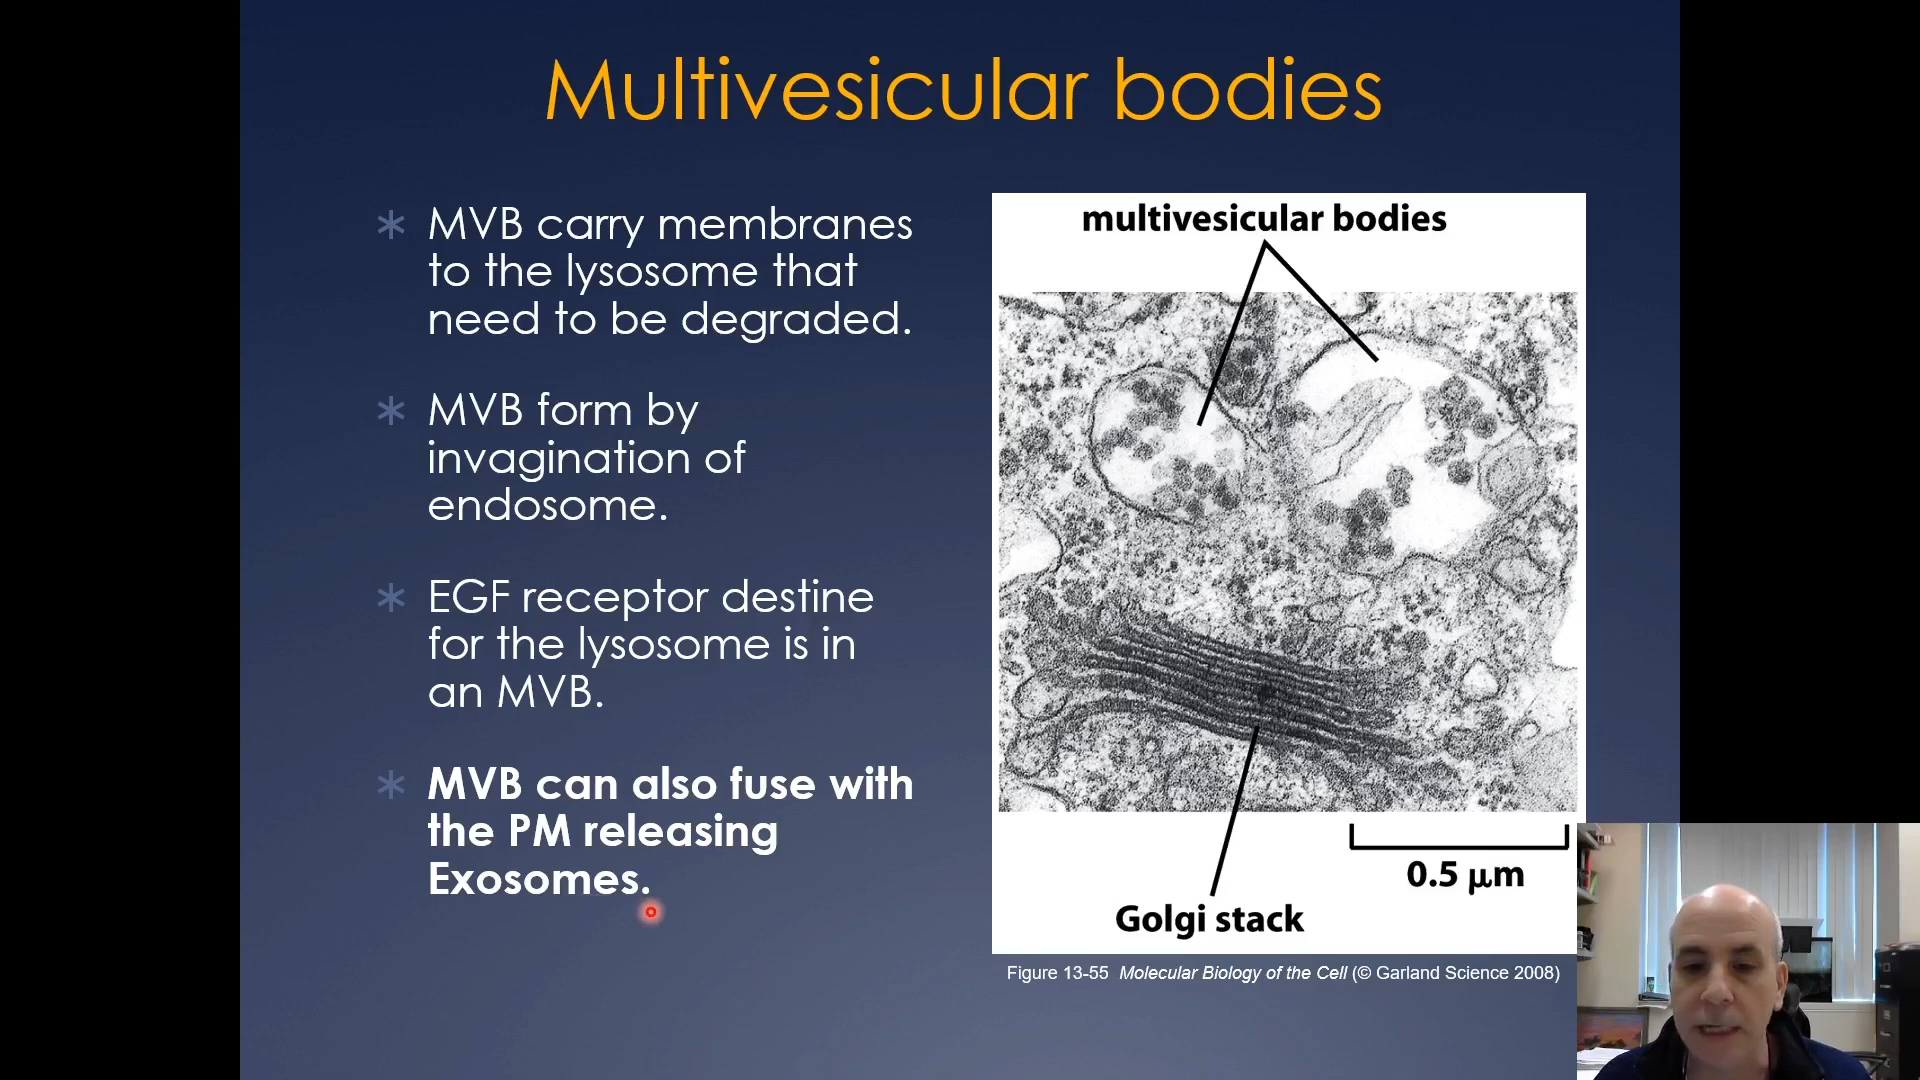 Multivesicular bodies
* MVB carry membranes
to the lysosome that
need to be degraded.
* MVB form by
invagination of
endosome.
* EGF receptor destine
for the lysosome is in
an MVB.
* MVB can also fuse with
the PM releasing
Exosomes.
multivesicular bodies
0.5 μm
Golgi stack
Figure 13-55 Molecular Biology of the Cell (© Garland Science 2008)